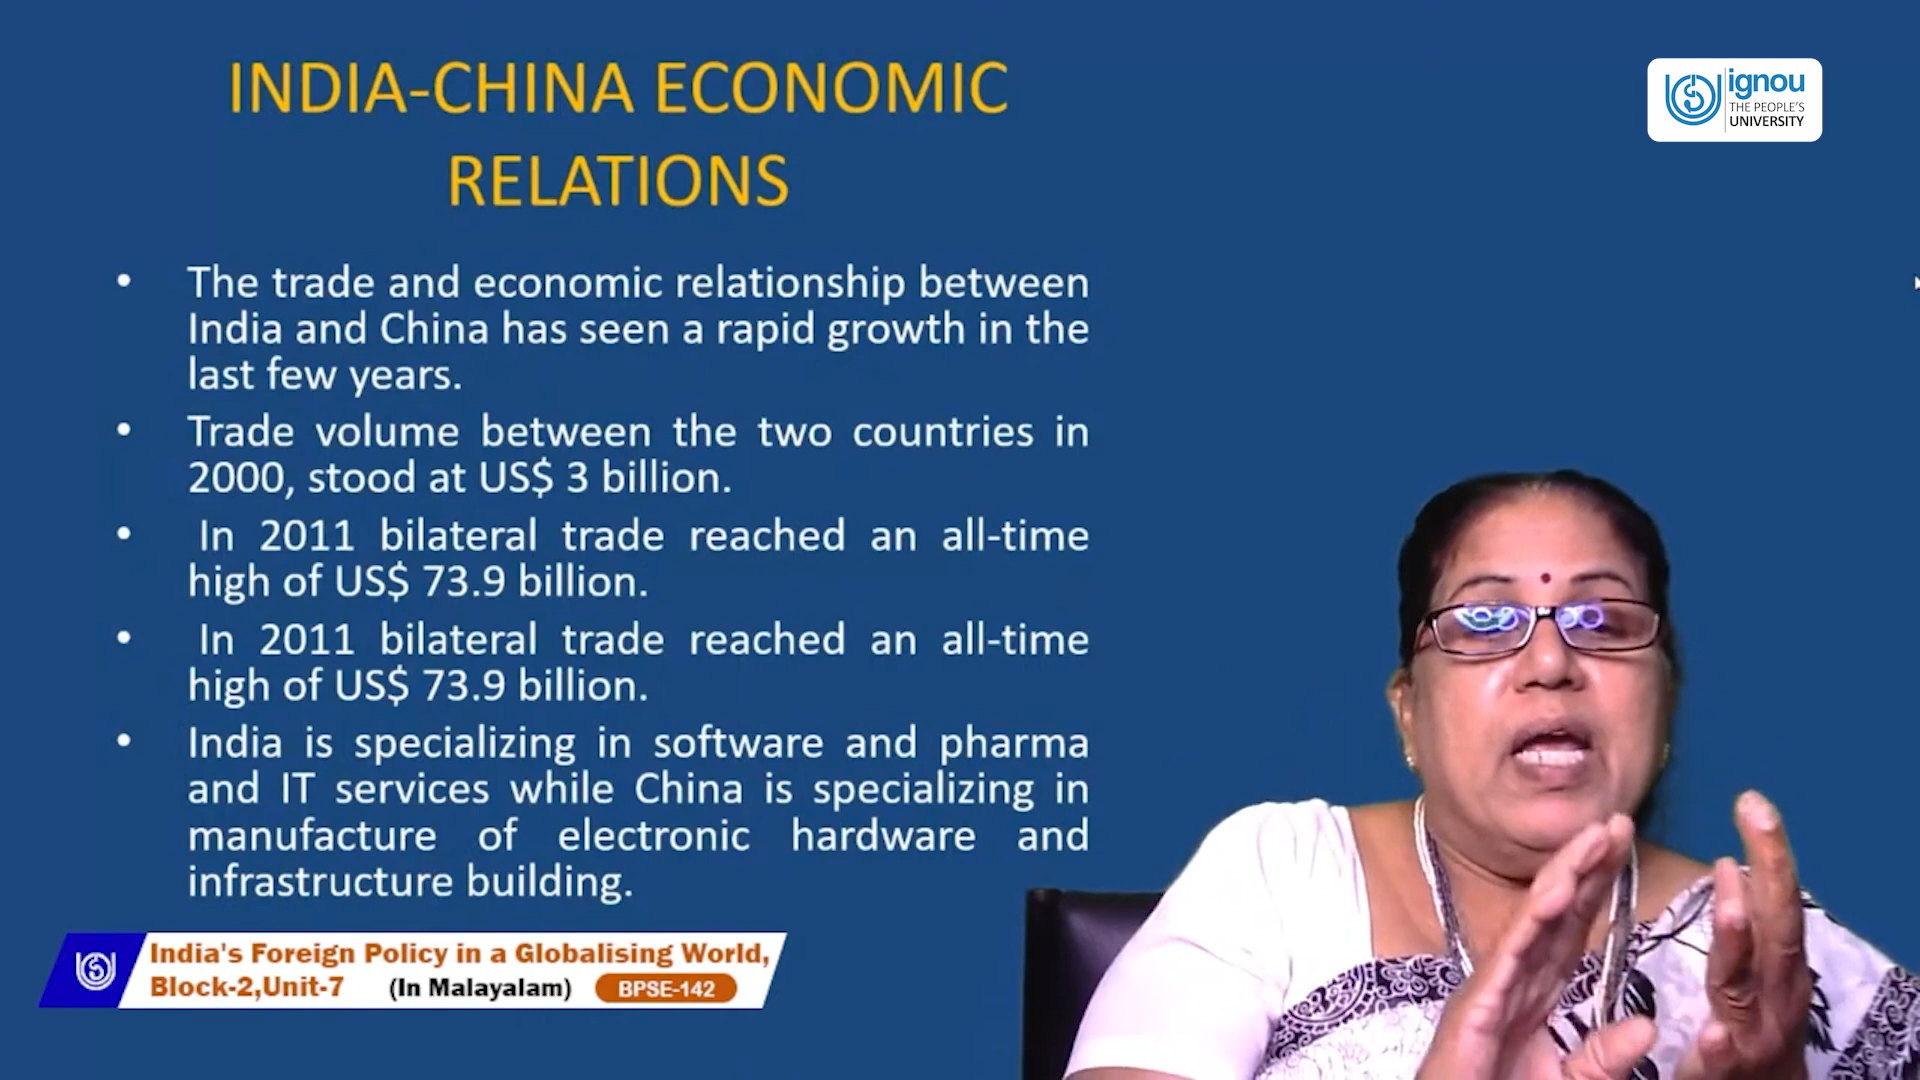 INDIA-CHINA ECONOMIC
RELATIONS
ignou
THE PEOPLE'S
UNIVERSITY
• The trade and economic relationship between
India and China has seen a rapid growth in the
last few years.
• Trade volume between the two countries in
2000, stood at US$ 3 billion.
• In 2011 bilateral trade reached an all-time
high of US$ 73.9 billion.
• In 2011 bilateral trade reached an all-time
high of US$ 73.9 billion.
• India is specializing in software and pharma
and IT services while China is specializing in
manufacture of electronic hardware and
infrastructure building.
India's Foreign Policy in a Globalising World,
Block-2,Unit-7 (In Malayalam) BPSE-142